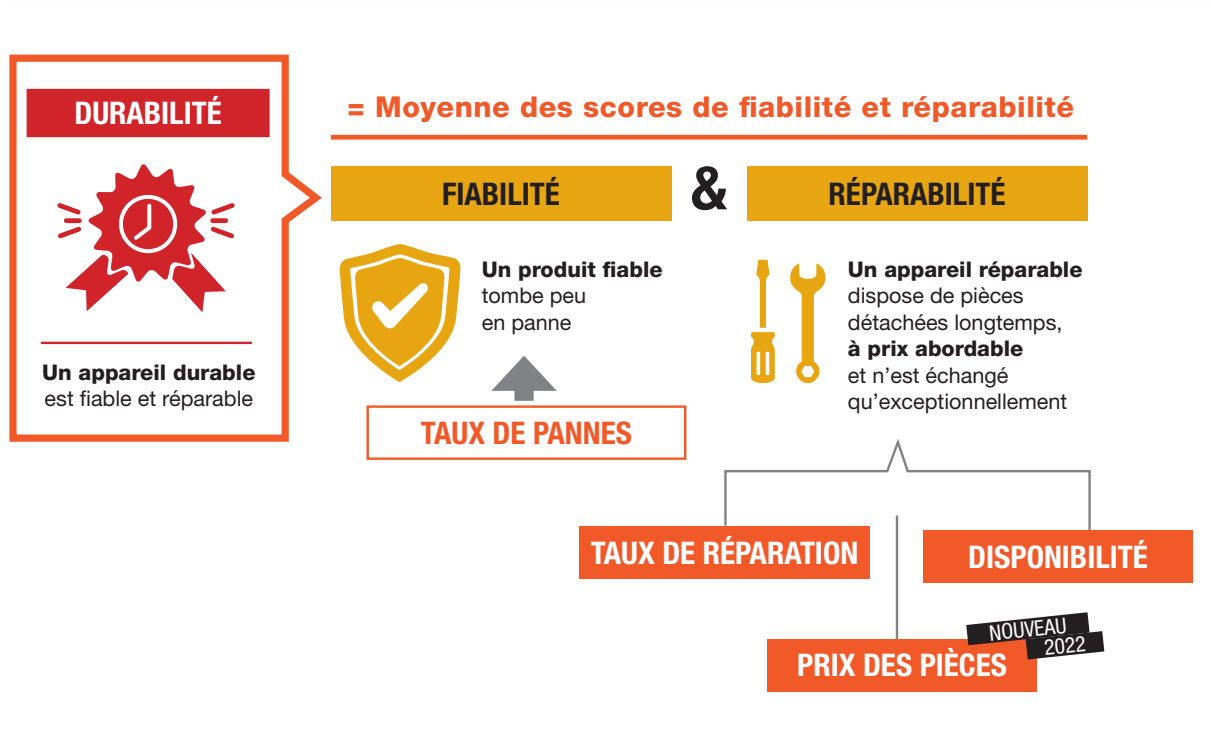 DURABILITÉ
Un appareil durable
est fiable et réparable
= Moyenne des scores de fiabilité et réparabilité
FIABILITÉ
&
RÉPARABILITÉ
Un produit fiable
tombe peu
en panne
TAUX DE PANNES
Un appareil réparable
dispose de pièces
détachées longtemps,
à prix abordable
et n’est échangé
qu’exceptionnellement
TAUX DE RÉPARATION
DISPONIBILITÉ
NOUVEAU
2022
PRIX DES PIÈCES